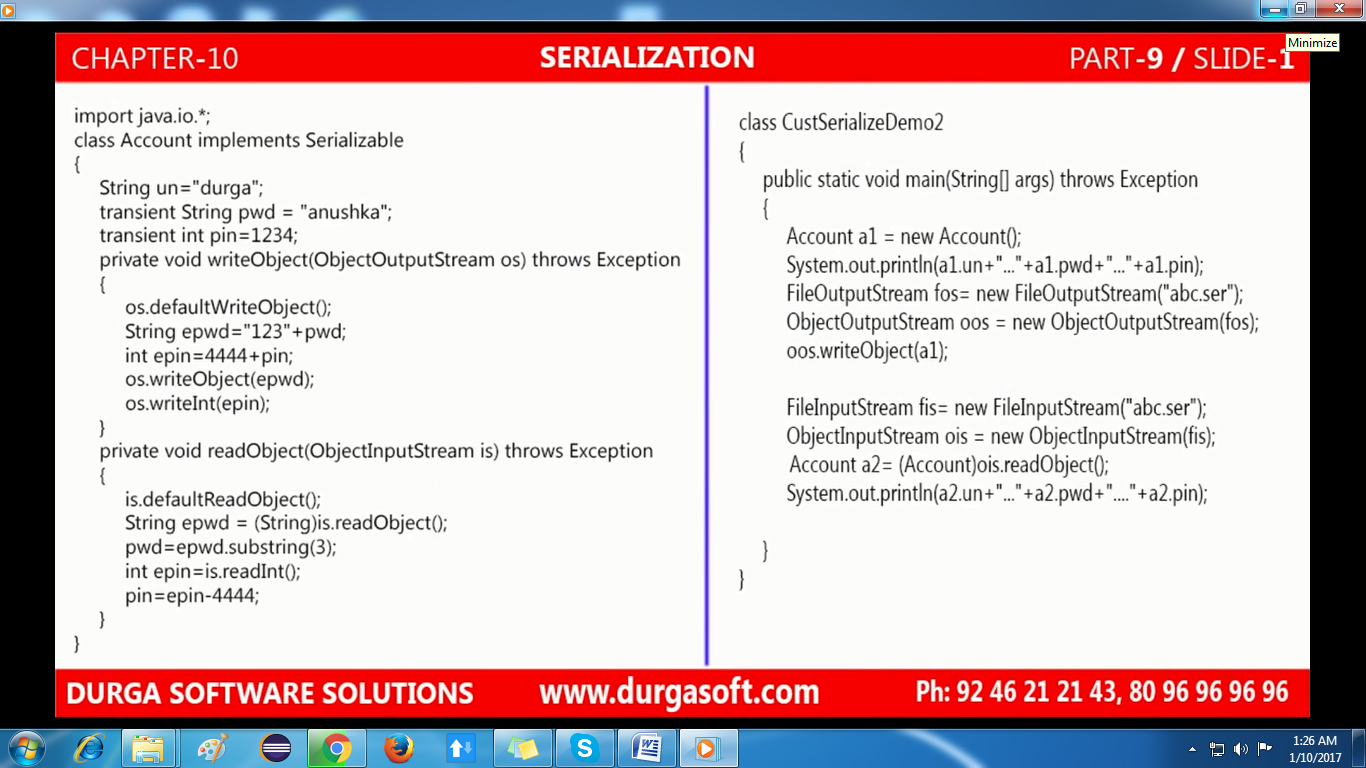 Minimize
CHAPTER-10 SERIALIZATION PART-9 / SLIDE-1
import java.io.*;
class Account implements Serializable
{
String un="durga";
transient String pwd = "anushka";
transient int pin=1234;
private void writeObject(ObjectOutputStream os) throws Exception
{
os.defaultWriteObject();
String epwd="123"+pwd;
int epin=4444+pin;
os.writeObject(epwd);
os.writeInt(epin);
}
private void readObject(ObjectInputStream is) throws Exception
{
is.defaultReadObject();
String epwd = (String)is.readObject();
pwd=epwd.substring(3);
int epin=is.readInt();
pin=epin-4444;
}
}
class CustSerializeDemo2
{
public static void main(String[] args) throws Exception
{
Account a1 = new Account();
System.out.println(a1.un+"..."+a1.pwd+"..."+a1.pin);
FileOutputStream fos= new FileOutputStream("abc.ser");
ObjectOutputStream oos = new ObjectOutputStream(fos);
oos.writeObject(a1);
FileInputStream fis= new FileInputStream("abc.ser");
ObjectInputStream ois = new ObjectInputStream(fis);
Account a2= (Account)ois.readObject();
System.out.println(a2.un+"..."+a2.pwd+"...."+a2.pin);
}
}
DURGA SOFTWARE SOLUTIONS www.durgasoft.com Ph: 92 46 21 21 43, 80 96 96 96 96
1:26 AM
1/10/2017